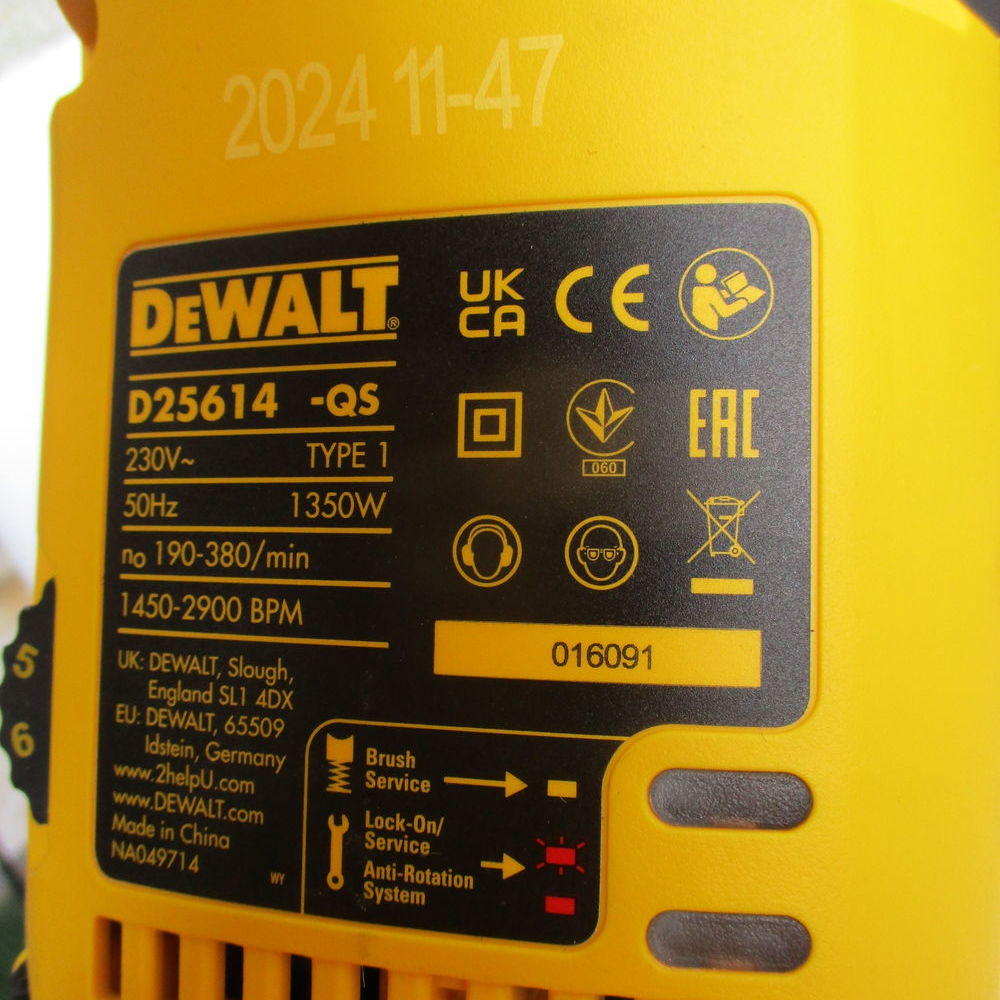 2024 11-47
DEWALT®
D25614 -QS
230V~ TYPE 1
50Hz 1350W
no 190-380/min
1450-2900 BPM
UK: DEWALT, Slough,
England SL1 4DX
EU: DEWALT, 65509
Idstein, Germany
www.2helpU.com
www.DEWALT.com
Made in China
NA049714
WY
UK
CA
CE
060
EAC
016091
Brush
Service
Lock-On/
Service
Anti-Rotation
System
5
6